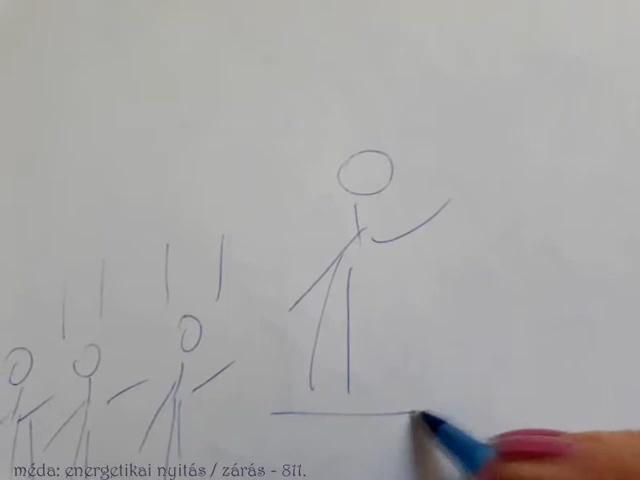 méda: energetikai nyitás / zárás - 811.